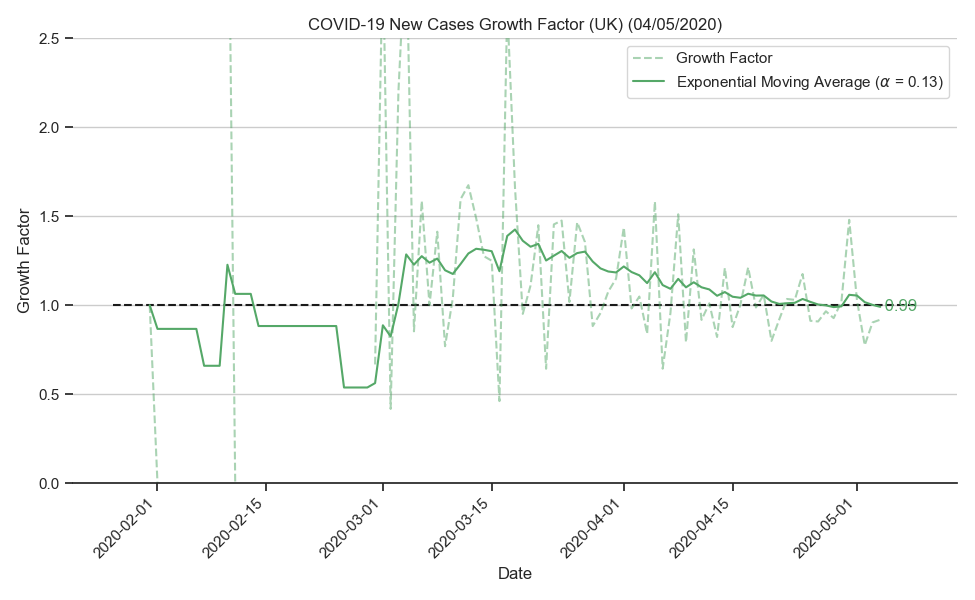 COVID-19 New Cases Growth Factor (UK) (04/05/2020)
Growth Factor
Exponential Moving Average (α = 0.13)
Growth Factor
2.5
2.0
1.5
1.0
0.5
0.0
0.99
2020-02-01
2020-02-15
2020-03-01
2020-03-15
2020-04-01
2020-04-15
2020-05-01
Date